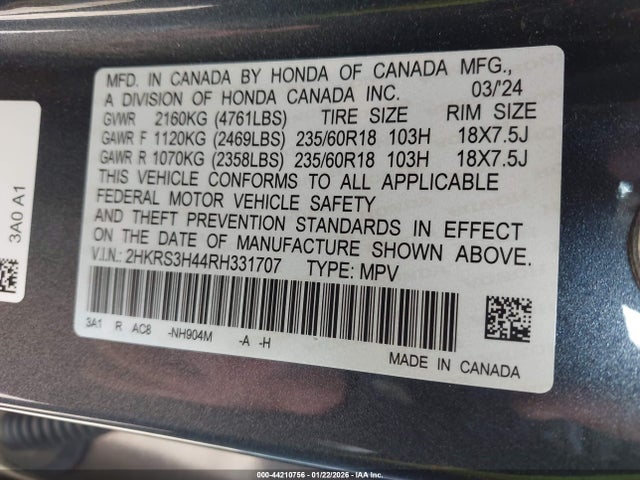 MFD. IN CANADA BY HONDA OF CANADA MFG.,
A DIVISION OF HONDA CANADA INC. 03/'24
GVWR 2160KG (4761LBS) TIRE SIZE RIM SIZE
GAWR F 1120KG (2469LBS) 235/60R18 103H 18X7.5J
GAWR R 1070KG (2358LBS) 235/60R18 103H 18X7.5J
THIS VEHICLE CONFORMS TO ALL APPLICABLE
FEDERAL MOTOR VEHICLE SAFETY
AND THEFT PREVENTION STANDARDS IN EFFECT
ON THE DATE OF MANUFACTURE SHOWN ABOVE.
V.I.N.: 2HKRS3H44RH331707 TYPE: MPV
3A1 R AC8 -NH904M -A -H
MADE IN CANADA
3A0 A1
000-44210756 - 01/22/2026 - IAA Inc.